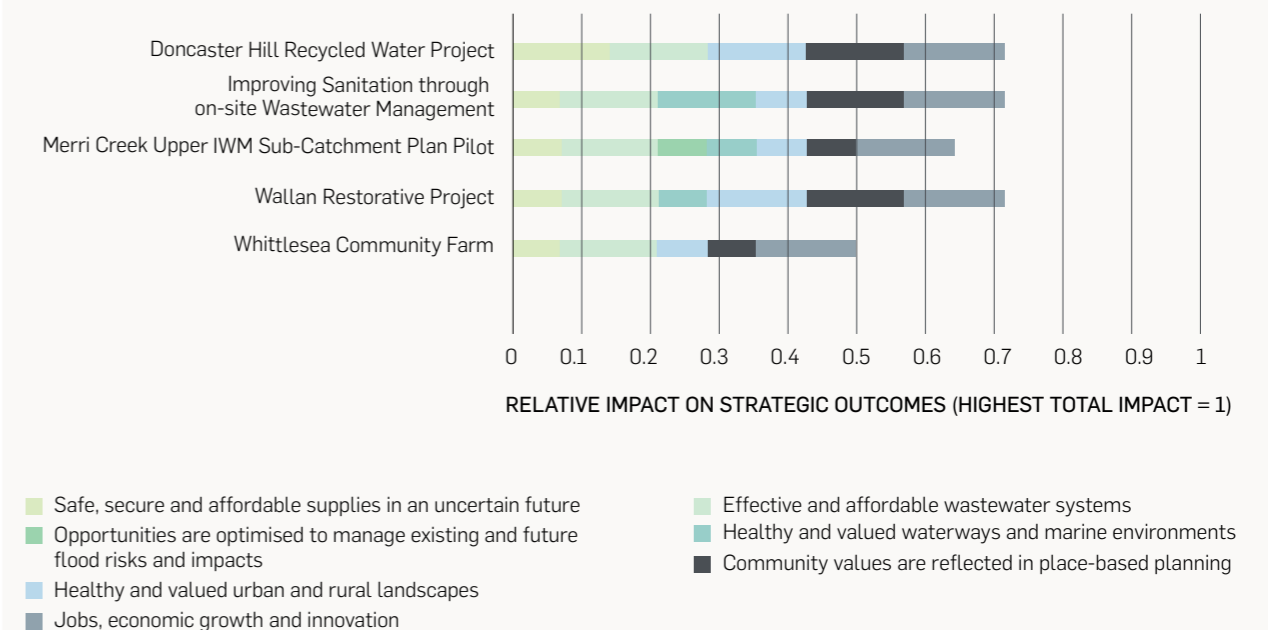 Doncaster Hill Recycled Water Project
Improving Sanitation through
on-site Wastewater Management
Merri Creek Upper IWM Sub-Catchment Plan Pilot
Wallan Restorative Project
Whittlesea Community Farm
0 0.1 0.2 0.3 0.4 0.5 0.6 0.7 0.8 0.9 1
RELATIVE IMPACT ON STRATEGIC OUTCOMES (HIGHEST TOTAL IMPACT = 1)
Safe, secure and affordable supplies in an uncertain future
Opportunities are optimised to manage existing and future
flood risks and impacts
Healthy and valued urban and rural landscapes
Jobs, economic growth and innovation
Effective and affordable wastewater systems
Healthy and valued waterways and marine environments
Community values are reflected in place-based planning